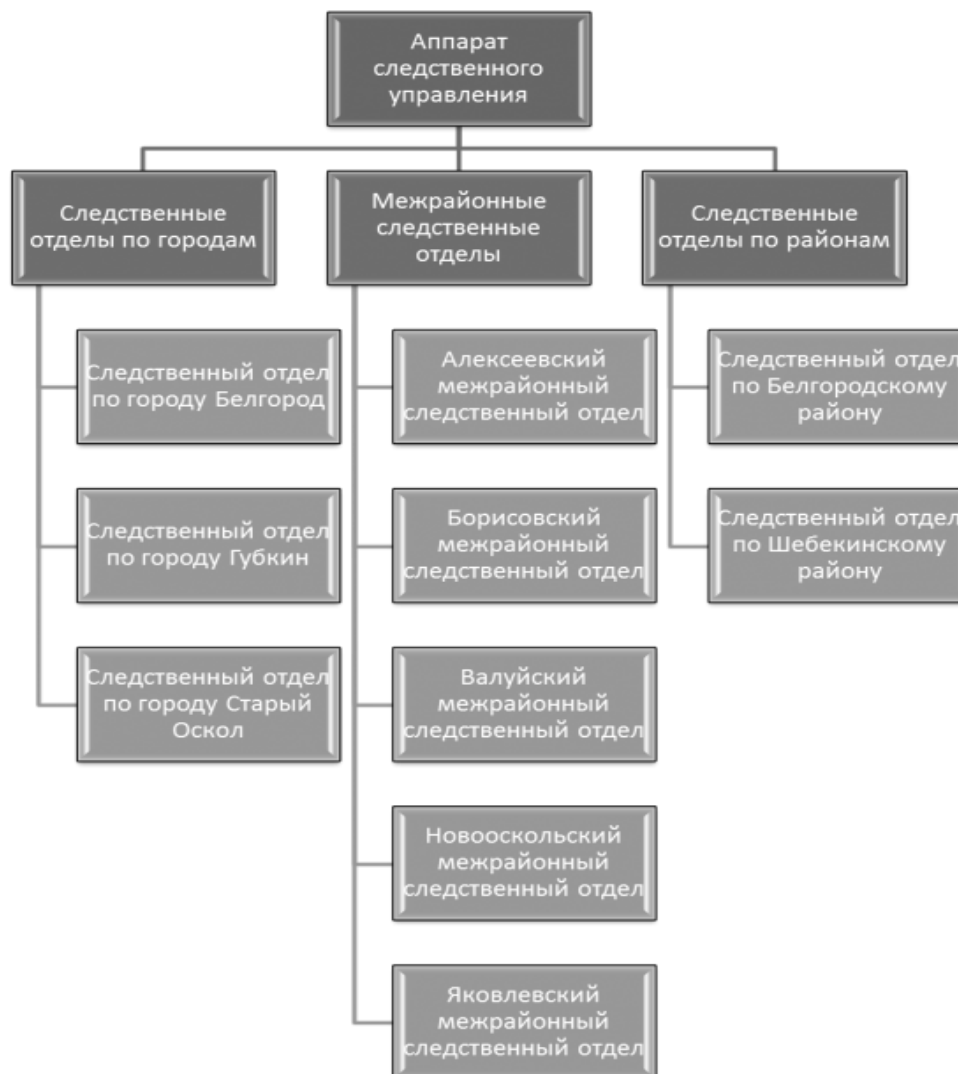 Аппарат
следственного
управления
Следственные
отделы по городам
Следственный отдел
по городу Белгород
Следственный отдел
по городу Губкин
Следственный отдел
по городу Старый
Оскол
Межрайонные
следственные
отделы
Алексеевский
межрайонный
следственный отдел
Борисовский
межрайонный
следственный отдел
Валуйский
межрайонный
следственный отдел
Новооскольский
межрайонный
следственный отдел
Яковлевский
межрайонный
следственный отдел
Следственные
отделы по районам
Следственный отдел
по Белгородскому
району
Следственный отдел
по Шебекинскому
району